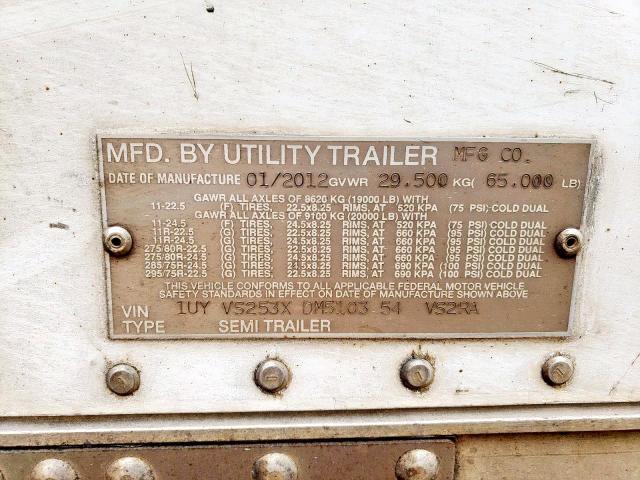 MFD. BY UTILITY TRAILER MFG CO.
DATE OF MANUFACTURE 01/2012 GVWR 29.500 KG( 65.000 LB)
GAWR ALL AXLES OF 8626 KG (19000 LB) WITH
11-22.5 (F) TIRES, 22.5x8.25 RIMS, AT 520 KPA (75 PSI)-COLD DUAL
GAWR ALL AXLES OF 9100 KG (20000 LB) WITH
11-24.5 (F) TIRES, 24.5x8.25 RIMS, AT 520 KPA (75 PSI) COLD DUAL
11R-22.5 (G) TIRES, 22.5x8.25 RIMS, AT 660 KPA (95 PSI) COLD DUAL
11R-24.5 (G) TIRES, 24.5x8.25 RIMS, AT 660 KPA (95 PSI) COLD DUAL
275/80R-22.5 (G) TIRES, 22.5x8.25 RIMS, AT 660 KPA (95 PSI) COLD DUAL
275/80R-24.5 (G) TIRES, 24.5x8.25 RIMS, AT 660 KPA (95 PSI) COLD DUAL
285/75R-24.5 (G) TIRES, 24.5x8.25 RIMS, AT 690 KPA (100 PSI) COLD DUAL
295/75R-22.5 (G) TIRES, 22.5x8.25 RIMS, AT 690 KPA (100 PSI) COLD DUAL
THIS VEHICLE CONFORMS TO ALL APPLICABLE FEDERAL MOTOR VEHICLE
SAFETY STANDARDS IN EFFECT ON DATE OF MANUFACTURE SHOWN ABOVE
VIN 1UY VS253X DM5103 54 VS2RA
TYPE SEMI TRAILER